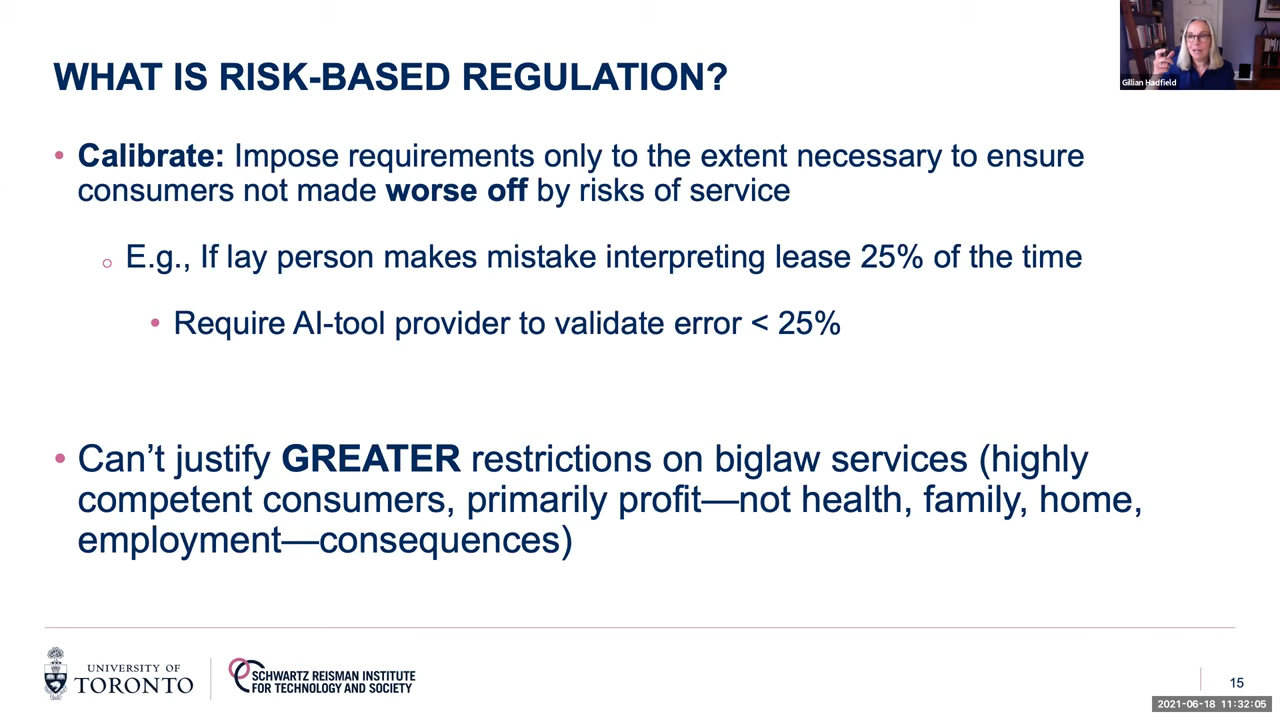 WHAT IS RISK-BASED REGULATION?
Gillian Hadfield
• Calibrate: Impose requirements only to the extent necessary to ensure
consumers not made worse off by risks of service
○ E.g., If lay person makes mistake interpreting lease 25% of the time
• Require AI-tool provider to validate error < 25%
• Can’t justify GREATER restrictions on biglaw services (highly
competent consumers, primarily profit—not health, family, home,
employment—consequences)
UNIVERSITY OF
TORONTO
SCHWARTZ REISMAN INSTITUTE
FOR TECHNOLOGY AND SOCIETY
15
2021-06-18 11:32:05